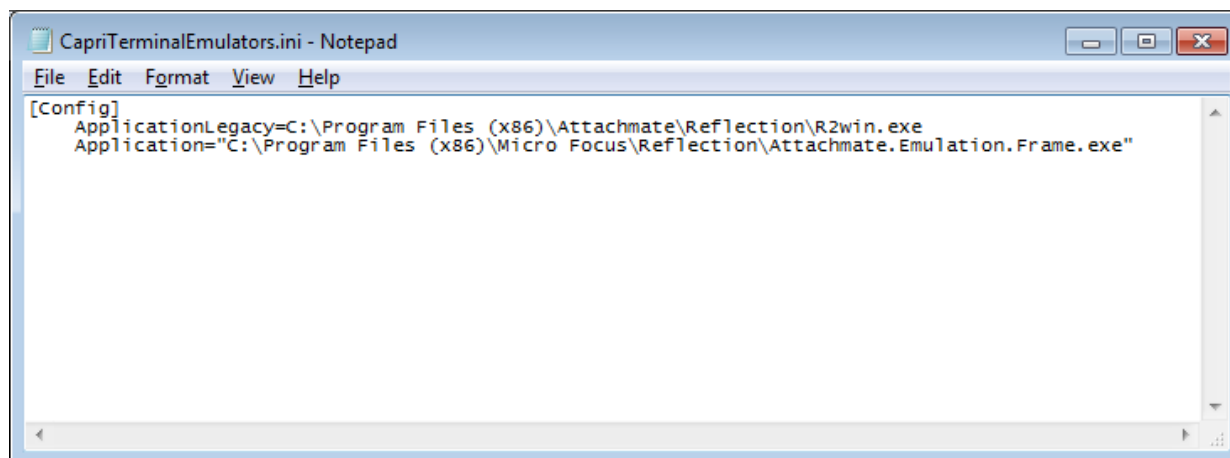 CapriTerminalEmulators.ini - Notepad
File Edit Format View Help
[Config]
ApplicationLegacy=C:\Program Files (x86)\Attachmate\Reflection\R2win.exe
Application="C:\Program Files (x86)\Micro Focus\Reflection\Attachmate.Emulation.Frame.exe"